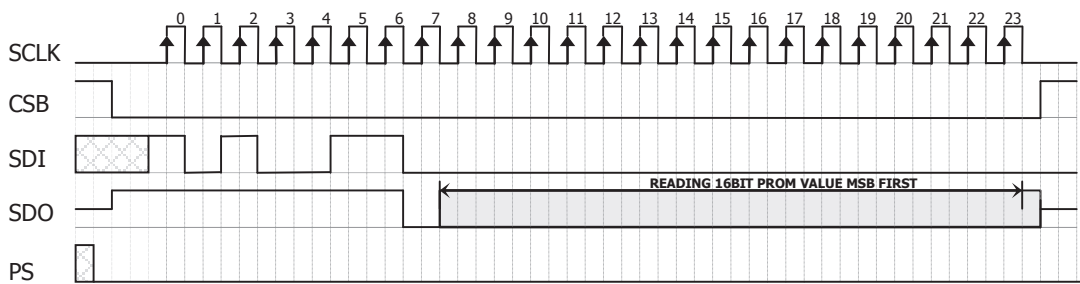 0 1 2 3 4 5 6 7 8 9 10 11 12 13 14 15 16 17 18 19 20 21 22 23
SCLK
CSB
SDI
READING 16BIT PROM VALUE MSB FIRST
SDO
PS